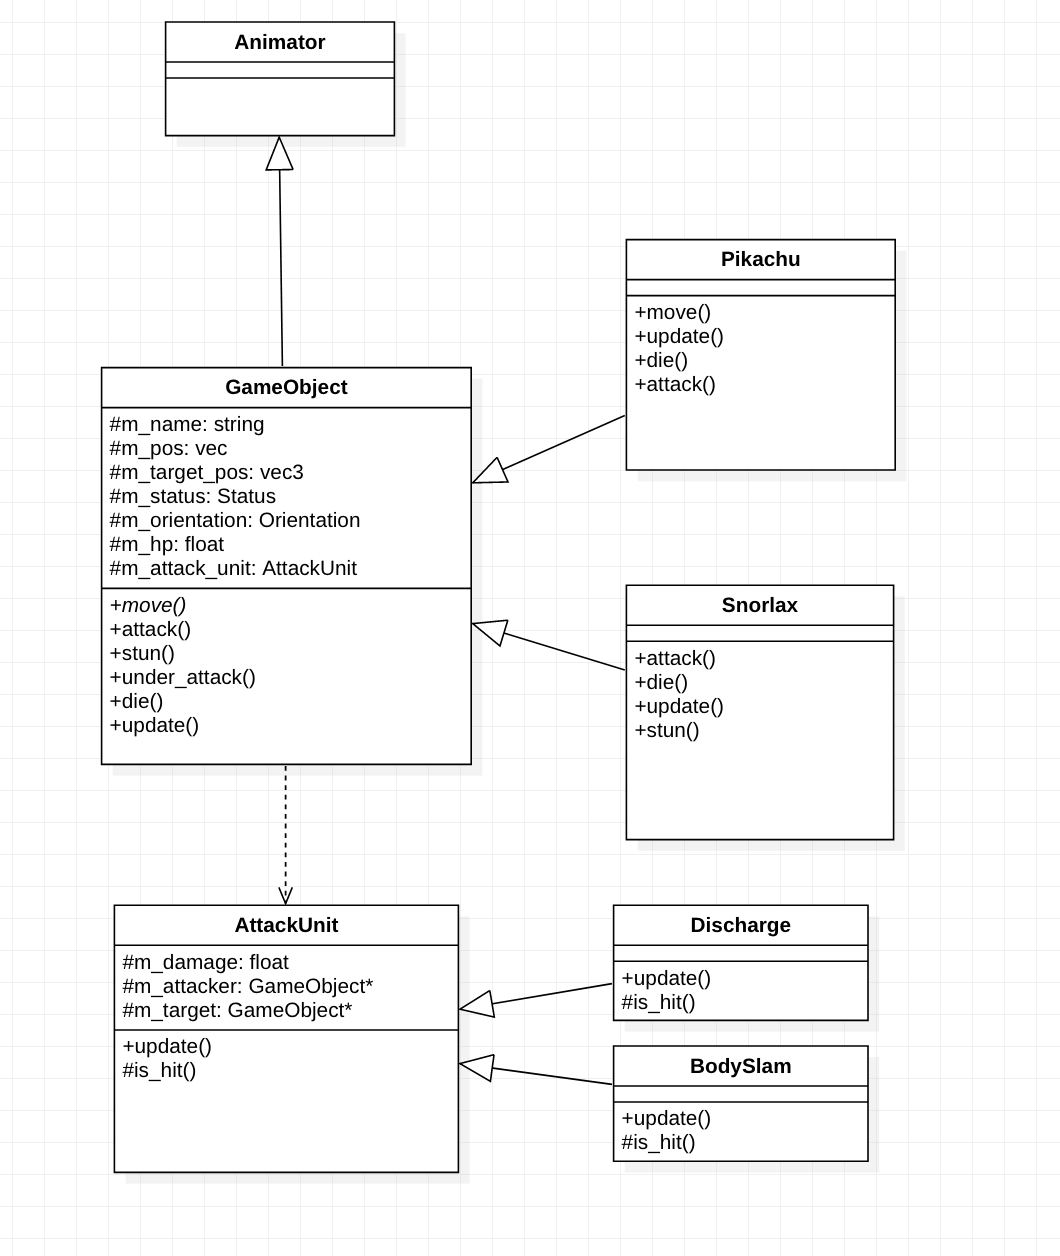 Animator
Pikachu
+move()
+update()
+die()
+attack()
GameObject
#m_name: string
#m_pos: vec
#m_target_pos: vec3
#m_status: Status
#m_orientation: Orientation
#m_hp: float
#m_attack_unit: AttackUnit
+move()
+attack()
+stun()
+under_attack()
+die()
+update()
Snorlax
+attack()
+die()
+update()
+stun()
AttackUnit
#m_damage: float
#m_attacker: GameObject*
#m_target: GameObject*
+update()
#is_hit()
Discharge
+update()
#is_hit()
BodySlam
+update()
#is_hit()